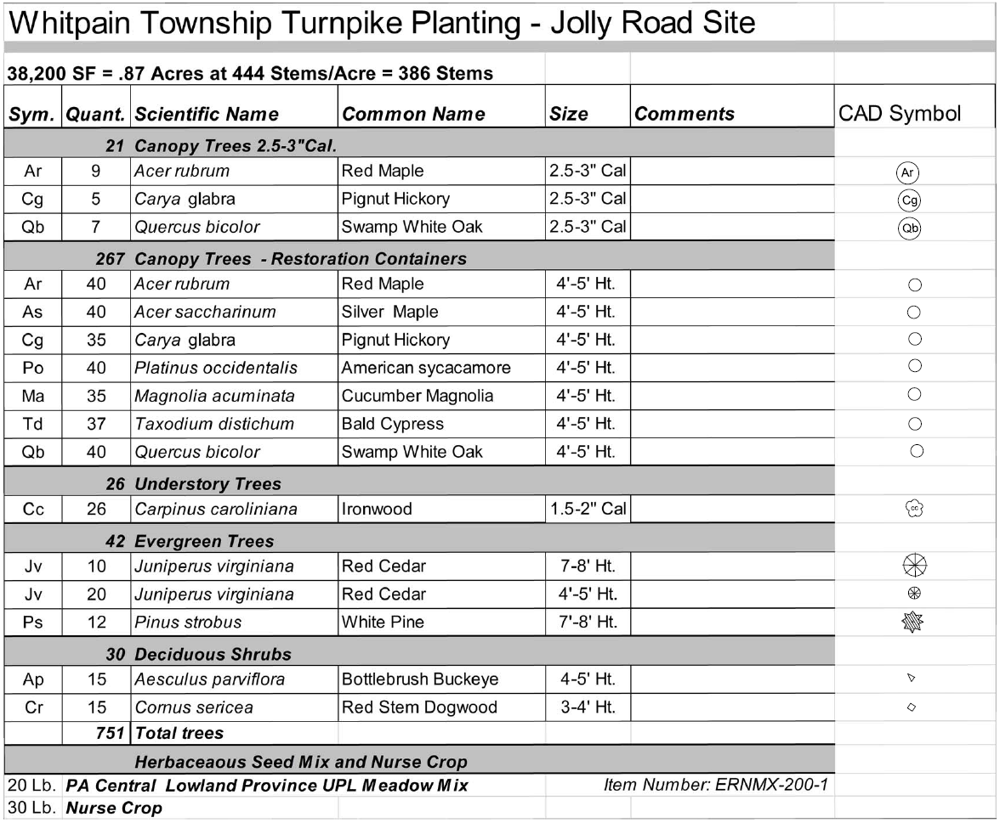 Whitpain Township Turnpike Planting - Jolly Road Site
38,200 SF = .87 Acres at 444 Stems/Acre = 386 Stems
Sym. Quant. Scientific Name Common Name Size Comments CAD Symbol
21 Canopy Trees 2.5-3"Cal.
Ar 9 Acer rubrum Red Maple 2.5-3" Cal Ar
Cg 5 Carya glabra Pignut Hickory 2.5-3" Cal Cg
Qb 7 Quercus bicolor Swamp White Oak 2.5-3" Cal Qb
267 Canopy Trees - Restoration Containers
Ar 40 Acer rubrum Red Maple 4'-5' Ht.
As 40 Acer saccharinum Silver Maple 4'-5' Ht.
Cg 35 Carya glabra Pignut Hickory 4'-5' Ht.
Po 40 Platinus occidentalis American sycacamore 4'-5' Ht.
Ma 35 Magnolia acuminata Cucumber Magnolia 4'-5' Ht.
Td 37 Taxodium distichum Bald Cypress 4'-5' Ht.
Qb 40 Quercus bicolor Swamp White Oak 4'-5' Ht.
26 Understory Trees
Cc 26 Carpinus caroliniana Ironwood 1.5-2" Cal cc
42 Evergreen Trees
Jv 10 Juniperus virginiana Red Cedar 7-8' Ht.
Jv 20 Juniperus virginiana Red Cedar 4'-5' Ht.
Ps 12 Pinus strobus White Pine 7'-8' Ht.
30 Deciduous Shrubs
Ap 15 Aesculus parviflora Bottlebrush Buckeye 4-5' Ht.
Cr 15 Cornus sericea Red Stem Dogwood 3-4' Ht.
751 Total trees
Herbaceaous Seed Mix and Nurse Crop
20 Lb. PA Central Lowland Province UPL Meadow Mix Item Number: ERNMX-200-1
30 Lb. Nurse Crop